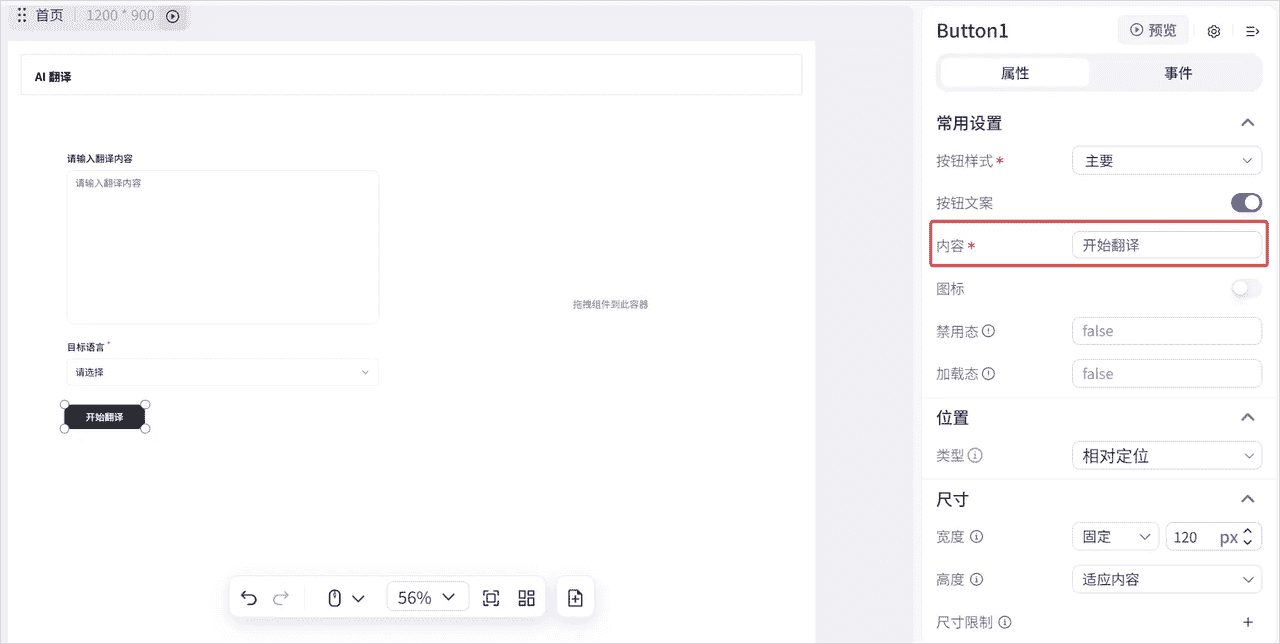 首页 1200 * 900
AI 翻译
请输入翻译内容
请输入翻译内容
拖拽组件到此容器
目标语言*
请选择
开始翻译
56%
Button1 预览
属性 事件
常用设置
按钮样式* 主要
按钮文案
内容* 开始翻译
图标
禁用态 false
加载态 false
位置
类型 相对定位
尺寸
宽度 固定 120 px
高度 适应内容
尺寸限制